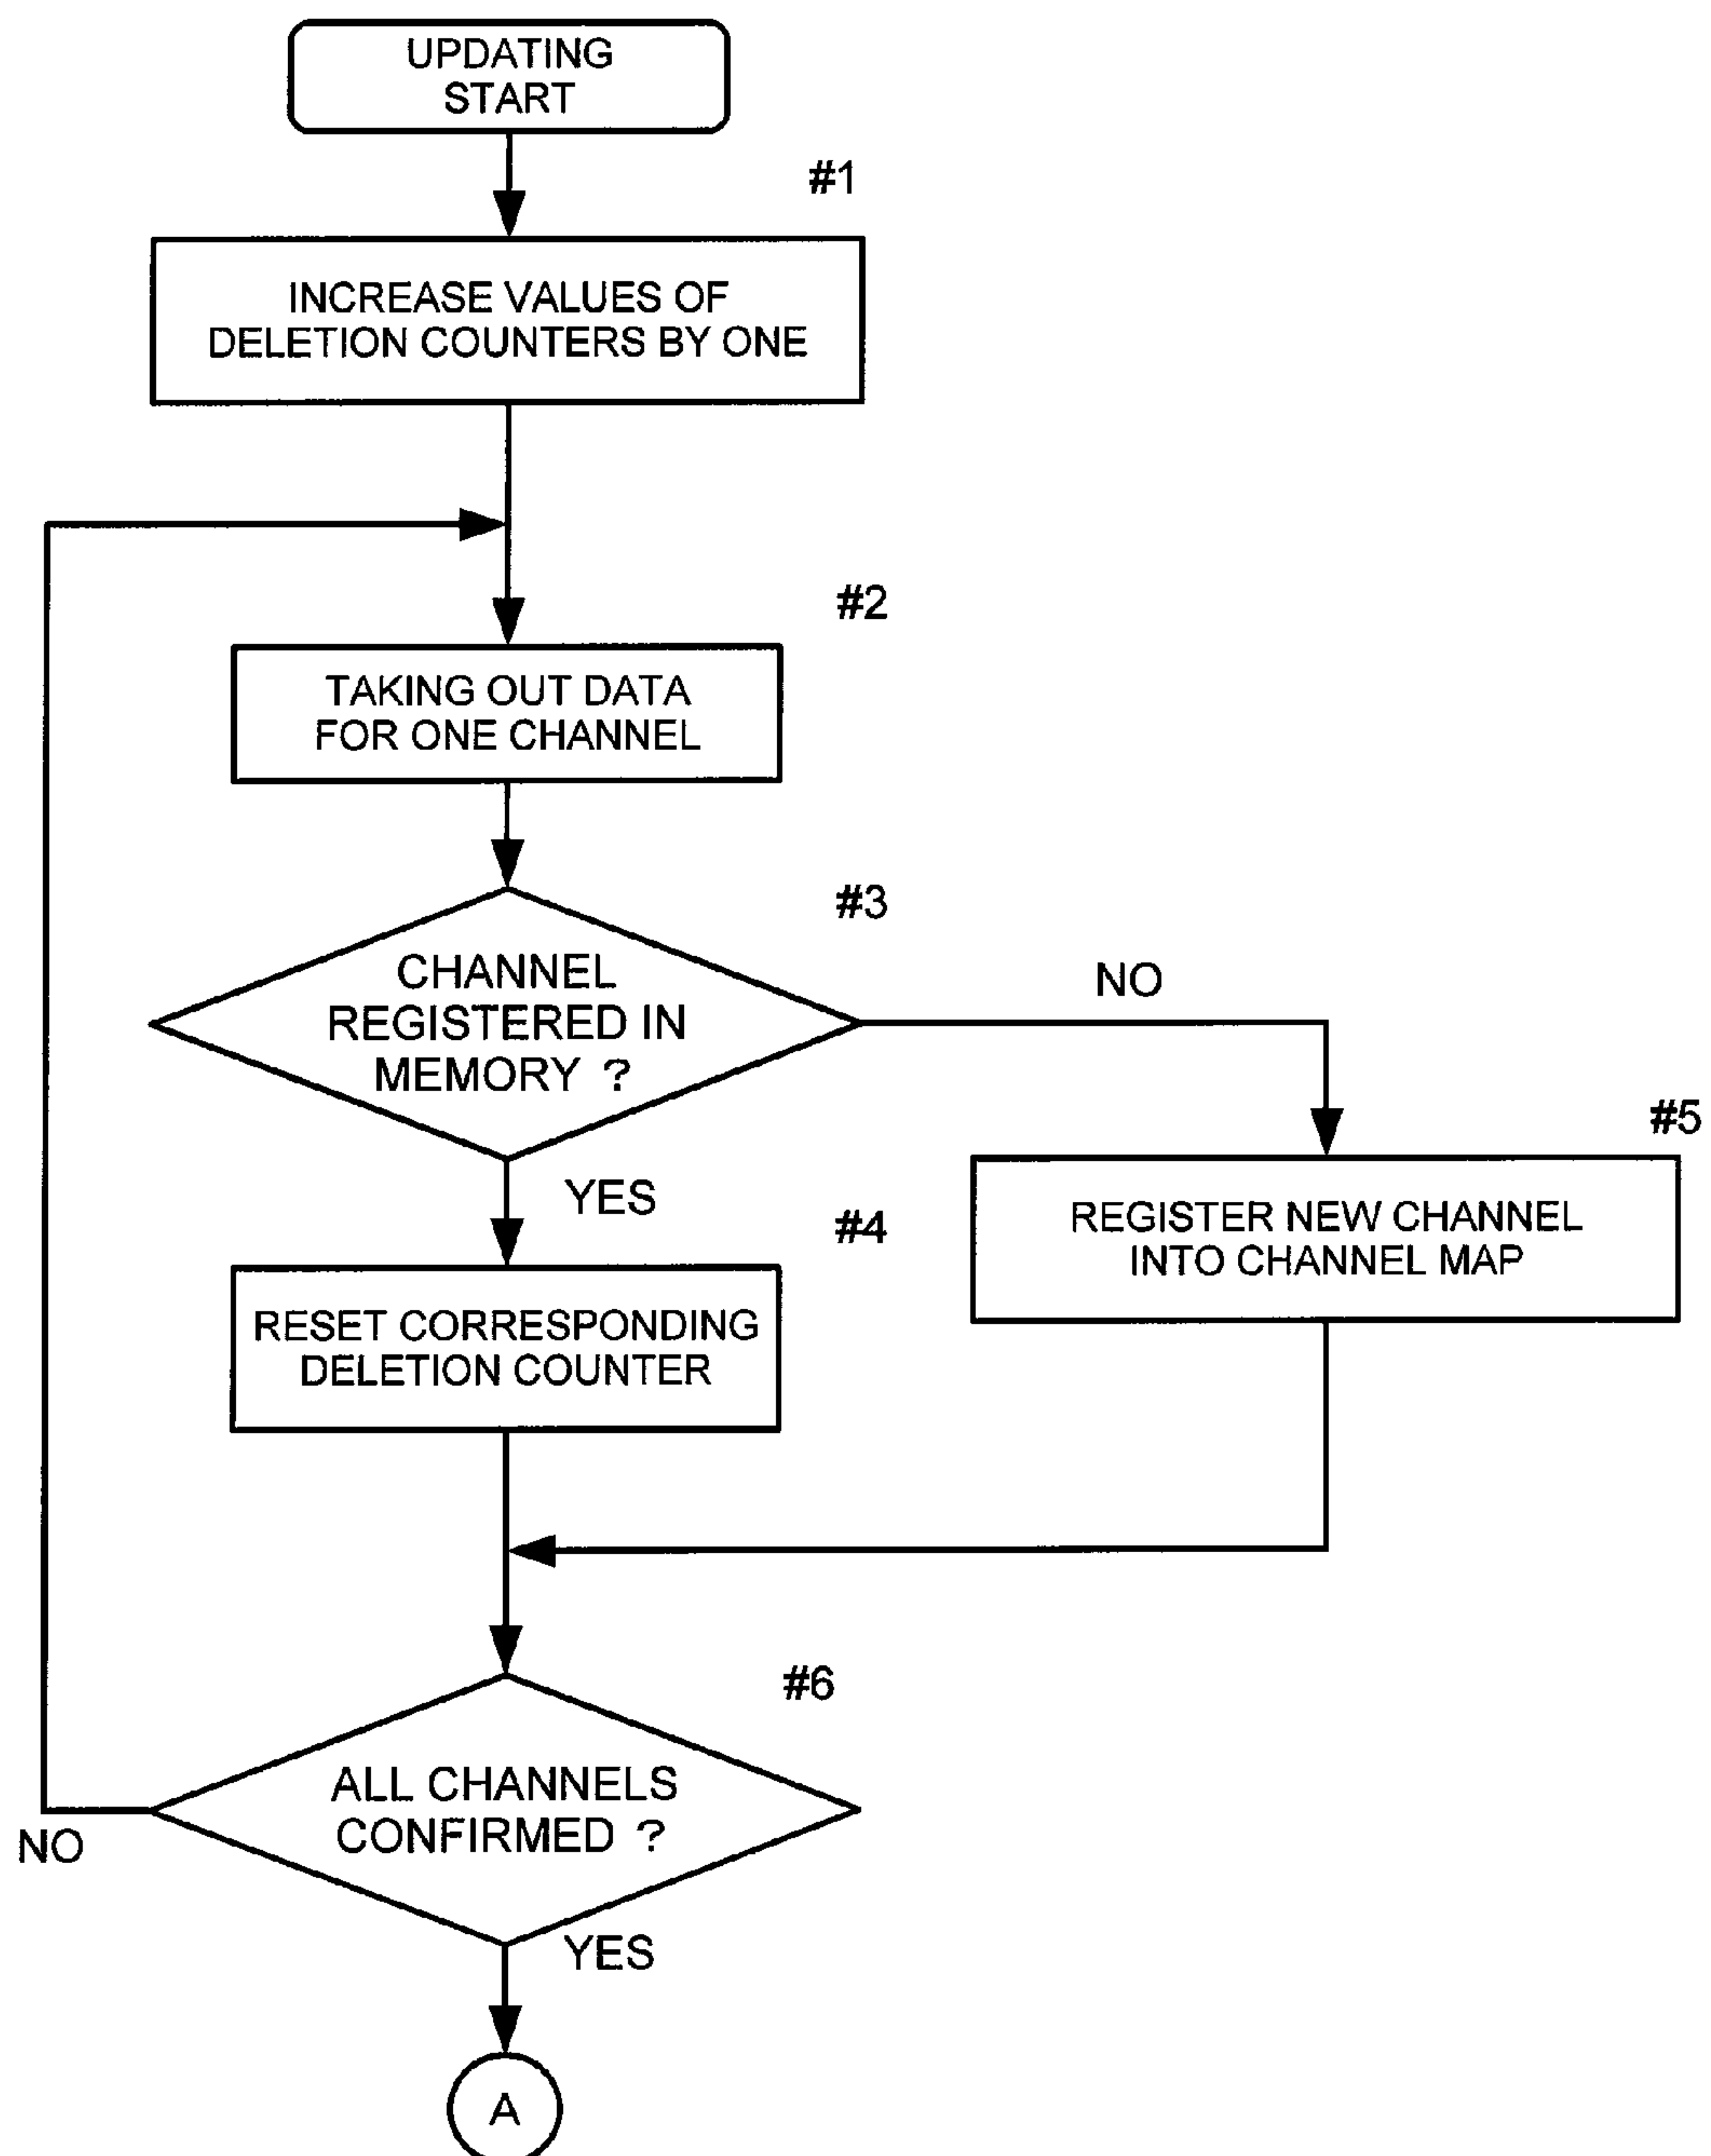 UPDATING
START
#1
INCREASE VALUES OF
DELETION COUNTERS BY ONE
#2
TAKING OUT DATA
FOR ONE CHANNEL
#3
CHANNEL
REGISTERED IN
MEMORY ?
NO
YES
#5
REGISTER NEW CHANNEL
INTO CHANNEL MAP
#4
RESET CORRESPONDING
DELETION COUNTER
#6
ALL CHANNELS
CONFIRMED ?
NO
YES
A